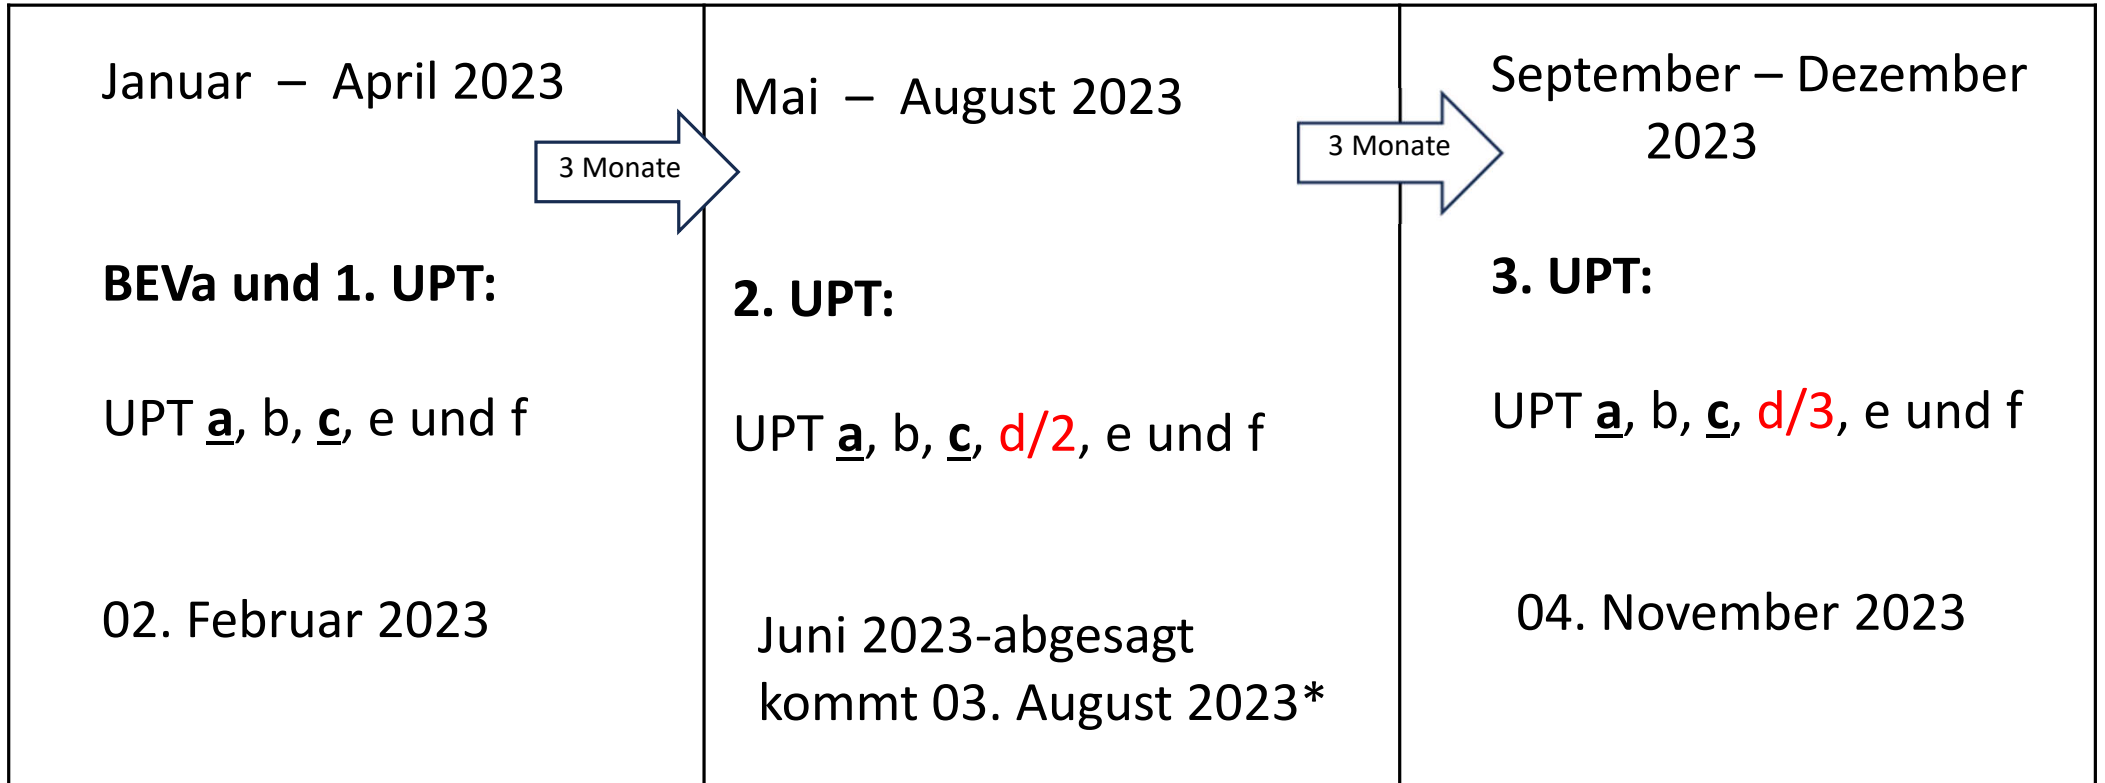 Januar – April 2023
3 Monate
BEVa und 1. UPT:
UPT a, b, c, e und f
02. Februar 2023
Mai – August 2023
3 Monate
2. UPT:
UPT a, b, c, d/2, e und f
Juni 2023-abgesagt
kommt 03. August 2023*
September – Dezember
2023
3. UPT:
UPT a, b, c, d/3, e und f
04. November 2023